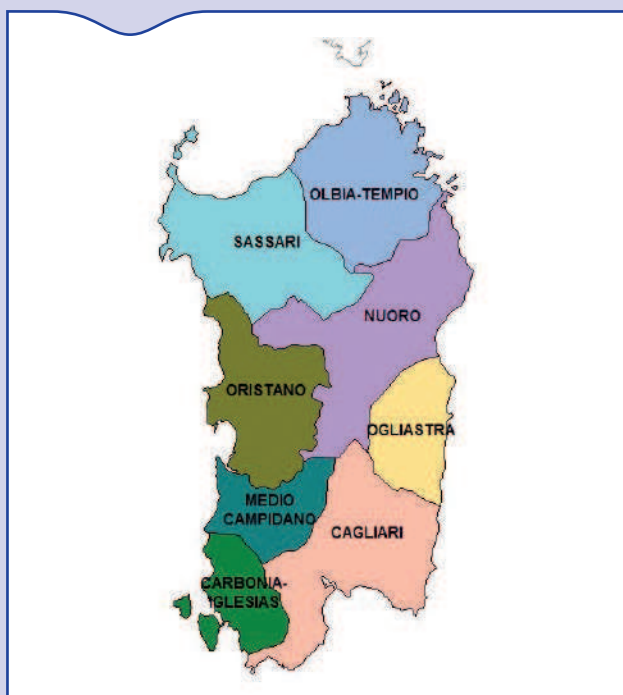 OLBIA-TEMPIO
SASSARI
NUORO
ORISTANO
OGLIASTRA
MEDIO
CAMPIDANO
CAGLIARI
CARBONIA-
IGLESIAS